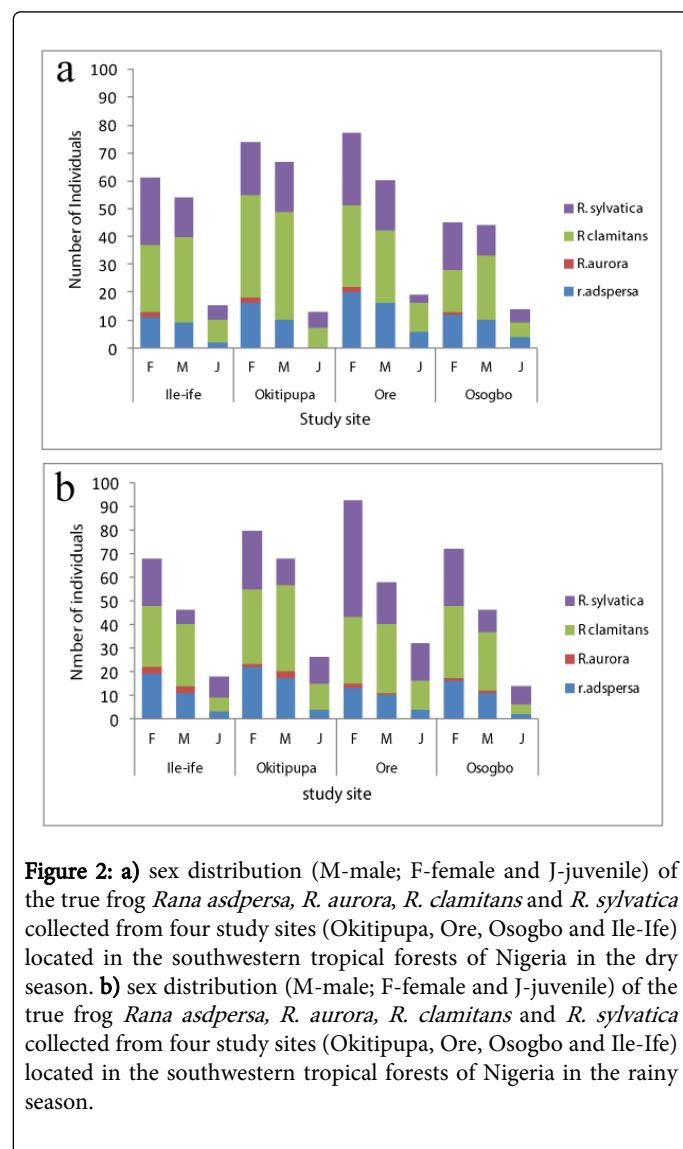 a
100
90
80
70
60
50
40
30
20
10
0
Number of Individuals
F M J F M J F M J F M J
Ile-ife Okitipupa Ore Osogbo
Study site
R. sylvatica
R clamitans
R.aurora
r.adspersa
b
100
90
80
70
60
50
40
30
20
10
0
Nmber of individuals
F M J F M J F M J F M J
Ile-ife Okitipupa Ore Osogbo
study site
R. sylvatica
R clamitans
R.aurora
r.adspersa
Figure 2: a) sex distribution (M-male; F-female and J-juvenile) of
the true frog Rana asdpersa, R. aurora, R. clamitans and R. sylvatica
collected from four study sites (Okitipupa, Ore, Osogbo and Ile-Ife)
located in the southwestern tropical forests of Nigeria in the dry
season. b) sex distribution (M-male; F-female and J-juvenile) of the
true frog Rana asdpersa, R. aurora, R. clamitans and R. sylvatica
collected from four study sites (Okitipupa, Ore, Osogbo and Ile-Ife)
located in the southwestern tropical forests of Nigeria in the rainy
season.